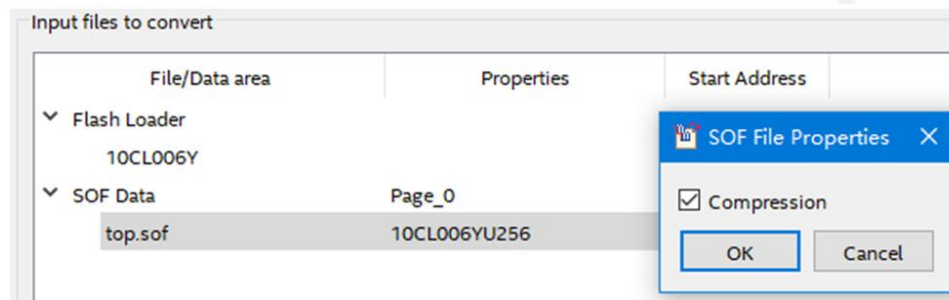 Input files to convert
File/Data area Properties Start Address
Flash Loader
10CL006Y
SOF Data Page_0
top.sof 10CL006YU256
SOF File Properties
Compression
OK Cancel